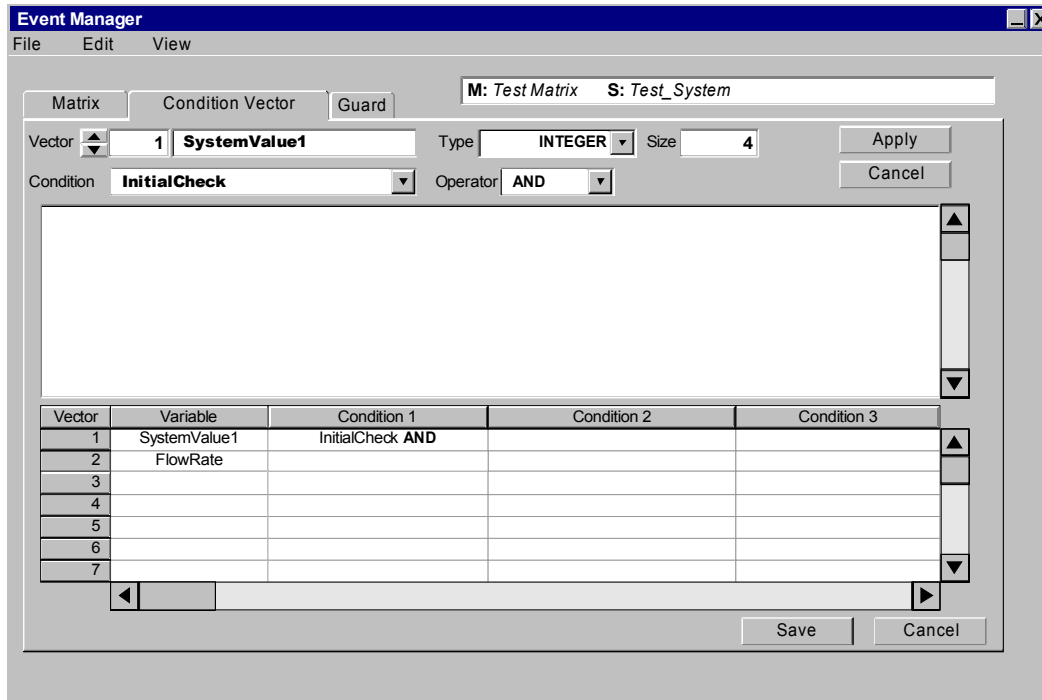 Event Manager
File Edit View
M: Test Matrix S: Test_System
Matrix Condition Vector Guard
Vector 1 SystemValue1 Type INTEGER Size 4 Apply
Condition InitialCheck Operator AND Cancel
Vector Variable Condition 1 Condition 2 Condition 3
1 SystemValue1 InitialCheck AND
2 FlowRate
3
4
5
6
7
Save Cancel